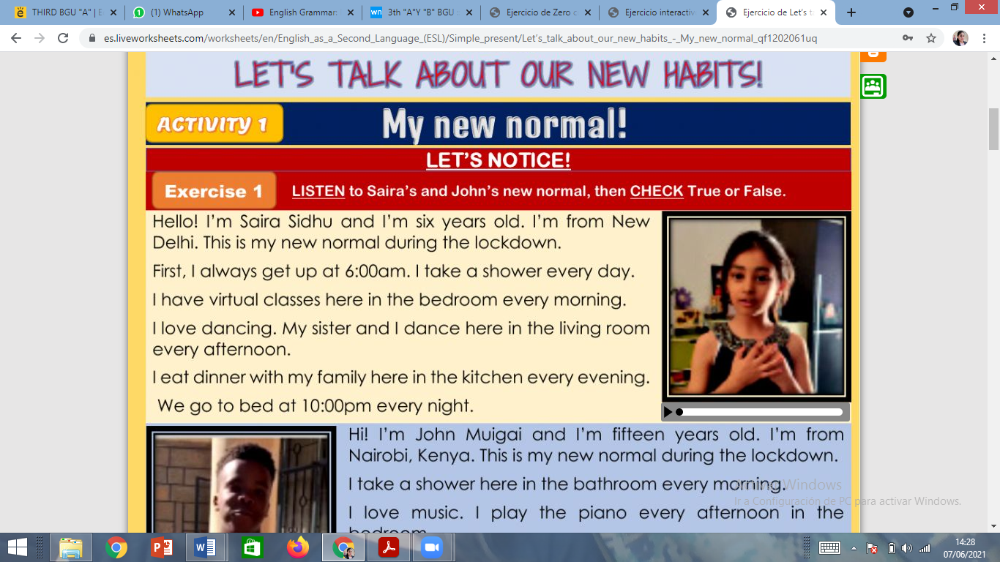 THIRD BGU "A" | E
(1) WhatsApp
English Grammar:
3th "A"Y "B" BGU
Ejercicio de Zero c
Ejercicio interactiv
Ejercicio de Let's t
es.liveworksheets.com/worksheets/en/English_as_a_Second_Language_(ESL)/Simple_present/Let's_talk_about_our_new_habits_-_My_new_normal_qf1202061uq
LET'S TALK ABOUT OUR NEW HABITS!
ACTIVITY 1
My new normal!
LET'S NOTICE!
Exercise 1
LISTEN to Saira's and John's new normal, then CHECK True or False.
Hello! I'm Saira Sidhu and I'm six years old. I'm from New
Delhi. This is my new normal during the lockdown.
First, I always get up at 6:00am. I take a shower every day.
I have virtual classes here in the bedroom every morning.
I love dancing. My sister and I dance here in the living room
every afternoon.
I eat dinner with my family here in the kitchen every evening.
We go to bed at 10:00pm every night.
Hi! I'm John Muigai and I'm fifteen years old. I'm from
Nairobi, Kenya. This is my new normal during the lockdown.
I take a shower here in the bathroom every morning.
I love music. I play the piano every afternoon in the
bedroom
Activar Windows
Ir a Configuración de PC para activar Windows.
14:28
07/06/2021